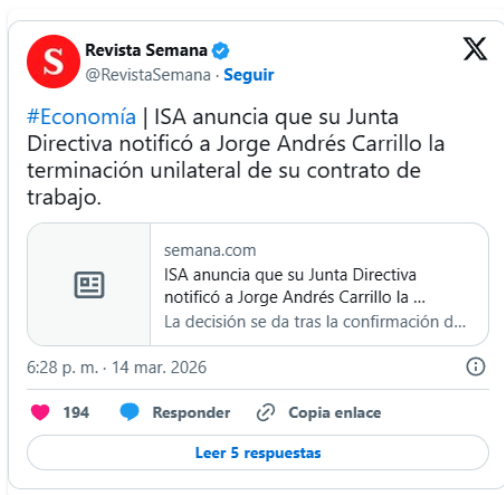 S
Revista Semana
@RevistaSemana · Seguir
X
#Economía | ISA anuncia que su Junta
Directiva notificó a Jorge Andrés Carrillo la
terminación unilateral de su contrato de
trabajo.
semana.com
ISA anuncia que su Junta Directiva
notificó a Jorge Andrés Carrillo la ...
La decisión se da tras la confirmación d...
6:28 p. m. · 14 mar. 2026
194 Responder Copia enlace
Leer 5 respuestas